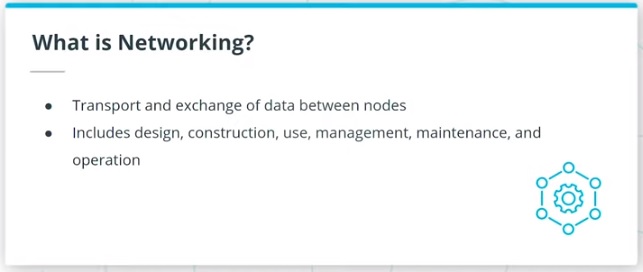 What is Networking?
● Transport and exchange of data between nodes
● Includes design, construction, use, management, maintenance, and
operation